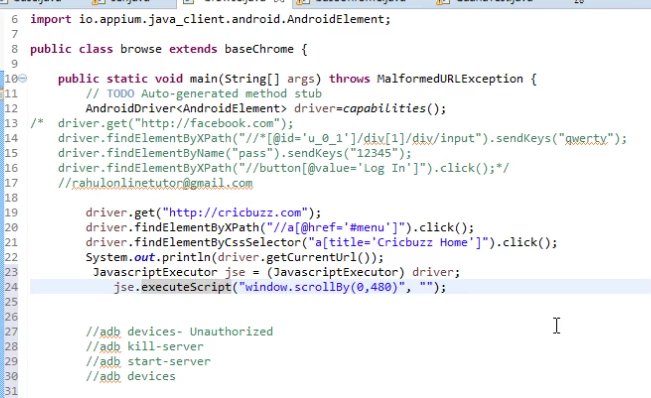 6 import io.appium.java_client.android.AndroidElement;
7
8 public class browse extends baseChrome {
9
10 public static void main(String[] args) throws MalformedURLException {
11 // TODO Auto-generated method stub
12 AndroidDriver<AndroidElement> driver=capabilities();
13 /* driver.get("http://facebook.com");
14 driver.findElementByXPath("//*[@id='u_0_1']/div[1]/div/input").sendKeys("qwerty");
15 driver.findElementByName("pass").sendKeys("12345");
16 driver.findElementByXPath("//button[@value='Log In']").click();*/
17 //rahulonlinetutor@gmail.com
18
19 driver.get("http://cricbuzz.com");
20 driver.findElementByXPath("//a[@href='#menu']").click();
21 driver.findElementByCssSelector("a[title='Cricbuzz Home']").click();
22 System.out.println(driver.getCurrentUrl());
23 JavascriptExecutor jse = (JavascriptExecutor) driver;
24 jse.executeScript("window.scrollBy(0,480)", "");
25
26
27 //adb devices- Unauthorized
28 //adb kill-server
29 //adb start-server
30 //adb devices
31